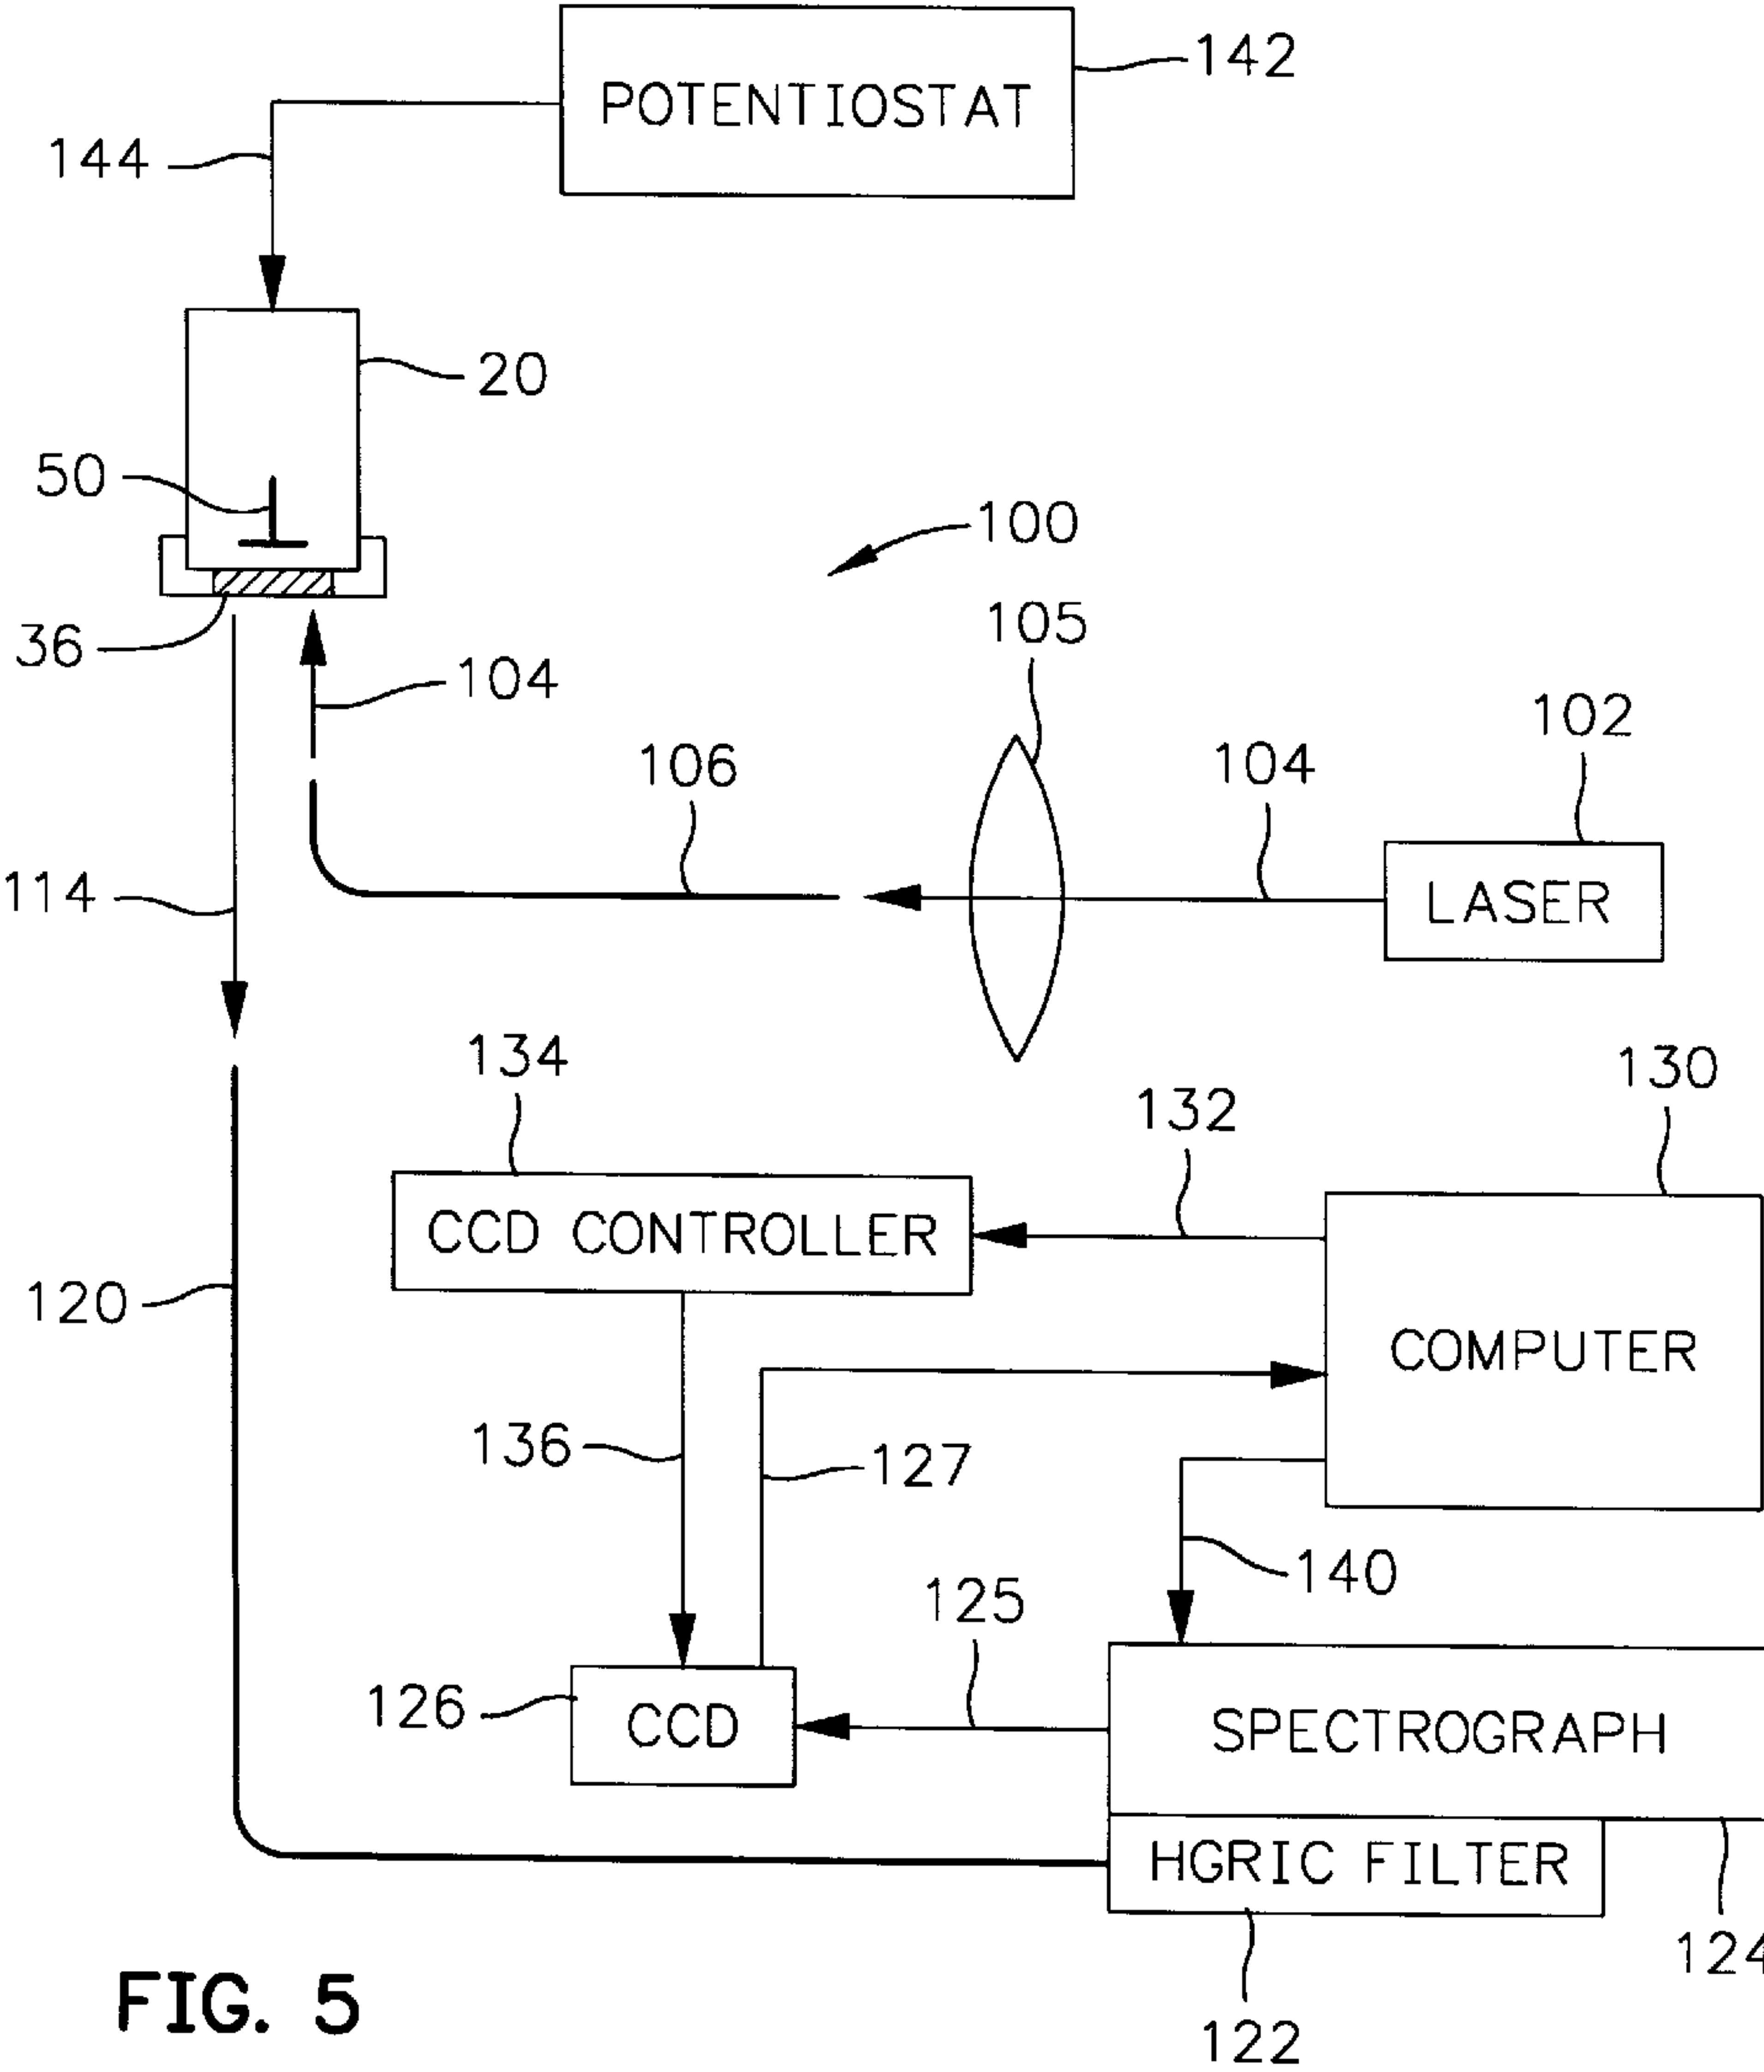 POTENTIOSTAT
142
144
20
50
100
36
105
104
102
106
104
LASER
114
134
130
132
CCD CONTROLLER
120
COMPUTER
136
127
140
125
126
CCD
SPECTROGRAPH
HGRIC FILTER
124
FIG. 5
122